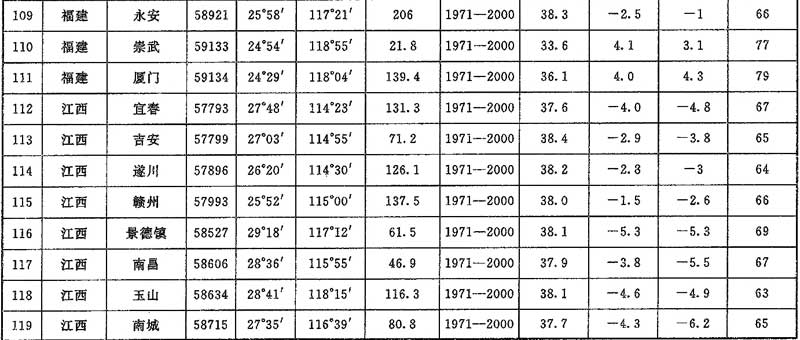 109 福建 永安 58921 25°58′ 117°21′ 206 1971—2000 38.3 −2.5 −1 66
110 福建 崇武 59133 24°54′ 118°55′ 21.8 1971—2000 33.6 4.1 3.1 77
111 福建 厦门 59134 24°29′ 118°04′ 139.4 1971—2000 36.1 4.0 4.3 79
112 江西 宜春 57793 27°48′ 114°23′ 131.3 1971—2000 37.6 −4.0 −4.8 67
113 江西 吉安 57799 27°03′ 114°55′ 71.2 1971—2000 38.4 −2.9 −3.8 65
114 江西 遂川 57896 26°20′ 114°30′ 126.1 1971—2000 38.2 −2.8 −3 64
115 江西 赣州 57993 25°52′ 115°00′ 137.5 1971—2000 38.0 −1.5 −2.6 66
116 江西 景德镇 58527 29°18′ 117°12′ 61.5 1971—2000 38.1 −5.3 −5.3 69
117 江西 南昌 58606 28°36′ 115°55′ 46.9 1971—2000 37.9 −3.8 −5.5 67
118 江西 玉山 58634 28°41′ 118°15′ 116.3 1971—2000 38.1 −4.6 −4.9 63
119 江西 南城 58715 27°35′ 116°39′ 80.8 1971—2000 37.7 −4.3 −6.2 65